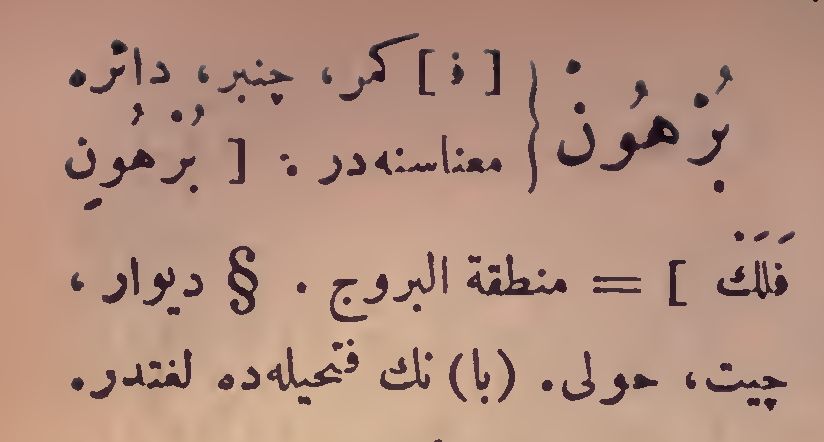 بُرْهُونْ } [ ف ] كمر، چنبر، دائره
معناسنه‌در . [ بُرْهُونِ
فَلَكْ ] = منطقة البروج . § ديوار ،
چيت، حولى. (با) نك فتحيله‌ده لغتدر.